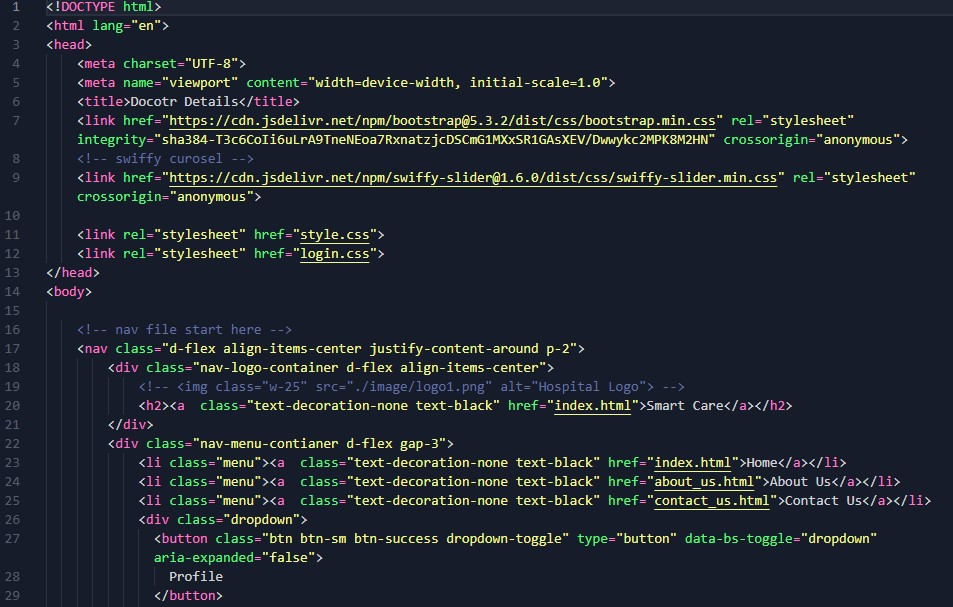 1 <!DOCTYPE html>
2 <html lang="en">
3 <head>
4 <meta charset="UTF-8">
5 <meta name="viewport" content="width=device-width, initial-scale=1.0">
6 <title>Docotr Details</title>
7 <link href="https://cdn.jsdelivr.net/npm/bootstrap@5.3.2/dist/css/bootstrap.min.css" rel="stylesheet"
integrity="sha384-T3c6CoIi6uLrA9TneNEoa7RxnatzjcDSCmG1MXxSR1GAsXEV/Dwwykc2MPK8M2HN" crossorigin="anonymous">
8 <!-- swiffy curosel -->
9 <link href="https://cdn.jsdelivr.net/npm/swiffy-slider@1.6.0/dist/css/swiffy-slider.min.css" rel="stylesheet"
crossorigin="anonymous">
10
11 <link rel="stylesheet" href="style.css">
12 <link rel="stylesheet" href="login.css">
13 </head>
14 <body>
15
16 <!-- nav file start here -->
17 <nav class="d-flex align-items-center justify-content-around p-2">
18 <div class="nav-logo-container d-flex align-items-center">
19 <!-- <img class="w-25" src="./image/logo1.png" alt="Hospital Logo"> -->
20 <h2><a  class="text-decoration-none text-black" href="index.html">Smart Care</a></h2>
21 </div>
22 <div class="nav-menu-contianer d-flex gap-3">
23 <li class="menu"><a  class="text-decoration-none text-black" href="index.html">Home</a></li>
24 <li class="menu"><a  class="text-decoration-none text-black" href="about_us.html">About Us</a></li>
25 <li class="menu"><a  class="text-decoration-none text-black" href="contact_us.html">Contact Us</a></li>
26 <div class="dropdown">
27 <button class="btn btn-sm btn-success dropdown-toggle" type="button" data-bs-toggle="dropdown"
aria-expanded="false">
28 Profile
29 </button>